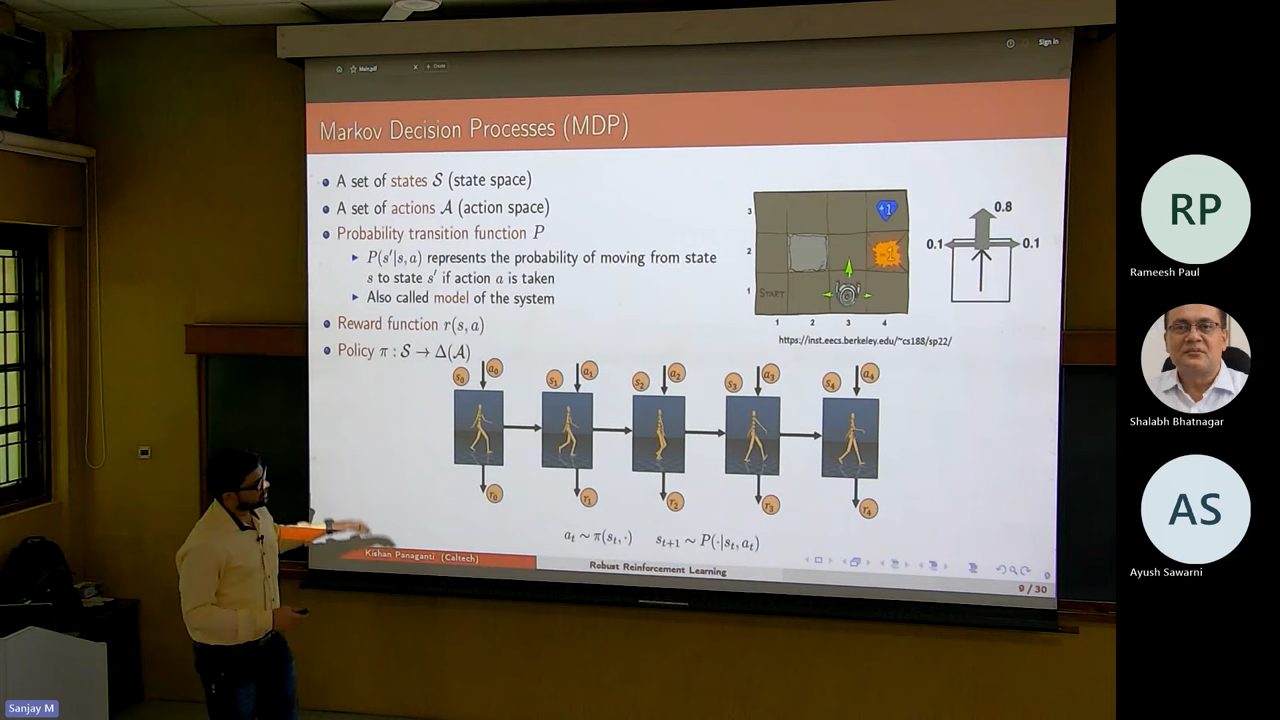 Sign In
Main.pdf
+ Create
Markov Decision Processes (MDP)
A set of states S (state space)
A set of actions A (action space)
Probability transition function P
P(s'|s, a) represents the probability of moving from state
s to state s' if action a is taken
Also called model of the system
Reward function r(s, a)
Policy π : S → Δ(A)
3
2
1
+1
-1
START
1 2 3 4
0.8
0.1
0.1
https://inst.eecs.berkeley.edu/~cs188/sp22/
s₀ a₀ s₁ a₁ s₂ a₂ s₃ a₃ s₄ a₄
r₀ r₁ r₂ r₃ r₄
aₜ ∼ π(sₜ, ·) sₜ₊₁ ∼ P(·|sₜ, aₜ)
Kishan Panaganti (Caltech)
Robust Reinforcement Learning
9 / 30
RP
Rameesh Paul
Shalabh Bhatnagar
AS
Ayush Sawarni
Sanjay M